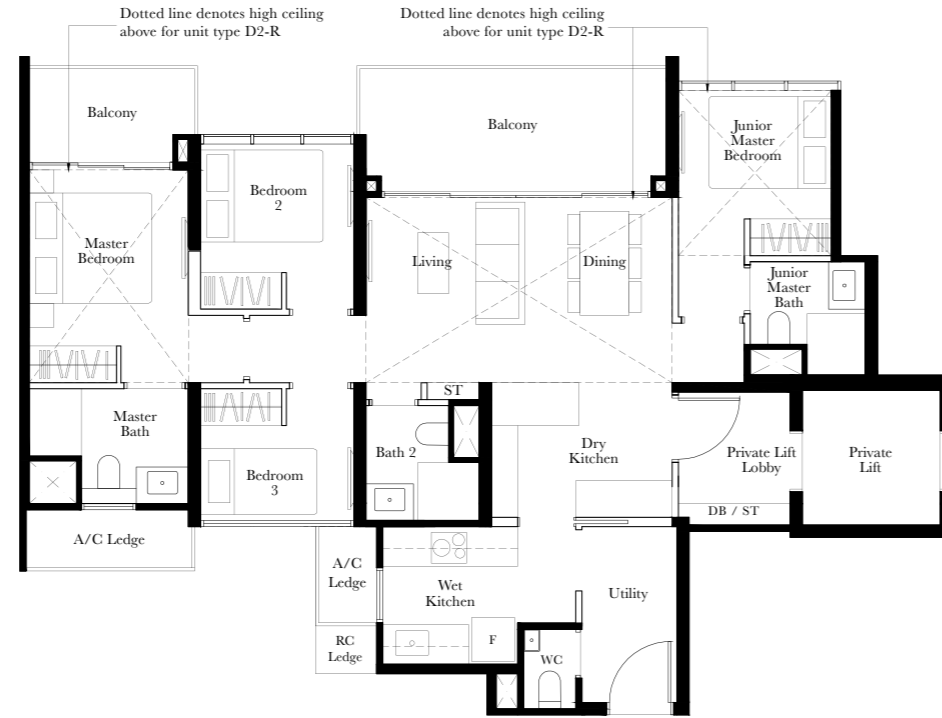 Dotted line denotes high ceiling
above for unit type D2-R
Dotted line denotes high ceiling
above for unit type D2-R
Balcony
Balcony
Junior
Master
Bedroom
Bedroom
2
Master
Bedroom
Living
Dining
Junior
Master
Bath
ST
Master
Bath
Bath 2
Dry
Kitchen
Private Lift
Lobby
Private
Lift
Bedroom
3
DB / ST
A/C Ledge
A/C
Ledge
Wet
Kitchen
Utility
RC
Ledge
F
WC